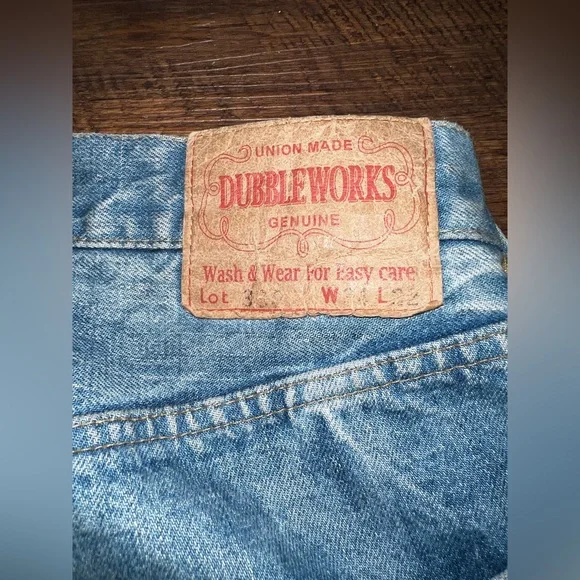 UNION MADE
DUBBLEWORKS
GENUINE
Wash & Wear For Easy care
Lot W L